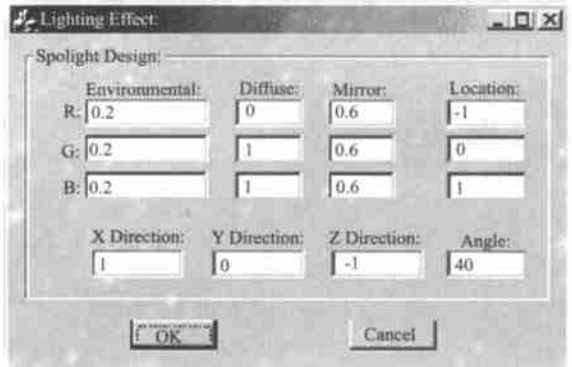 Lighting Effect:
Spolight Design:
Environmental: Diffuse: Mirror: Location:
R: 0.2 0 0.6 -1
G: 0.2 1 0.6 0
B: 0.2 1 0.6 1
X Direction: Y Direction: Z Direction: Angle:
1 0 -1 40
OK Cancel